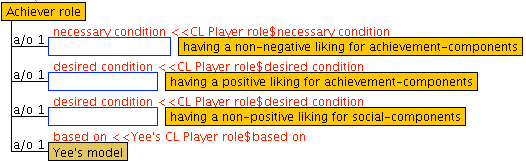 Achiever role
necessary condition <<CL Player role$necessary condition
a/o 1 having a non-negative liking for achievement-components
desired condition <<CL Player role$desired condition
a/o 1 having a positive liking for achievement-components
desired condition <<CL Player role$desired condition
a/o 1 having a non-positive liking for social-components
based on <<Yee's CL Player role$based on
a/o 1 Yee's model